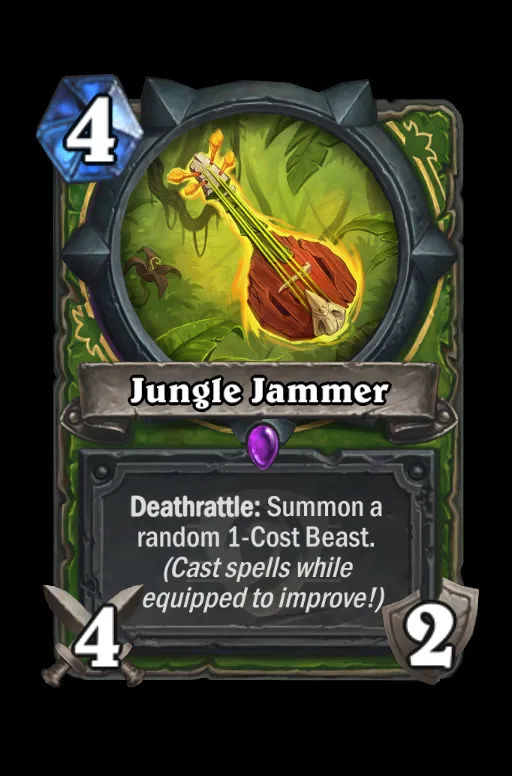 4
Jungle Jammer
Deathrattle: Summon a
random 1-Cost Beast.
(Cast spells while
equipped to improve!)
4
2